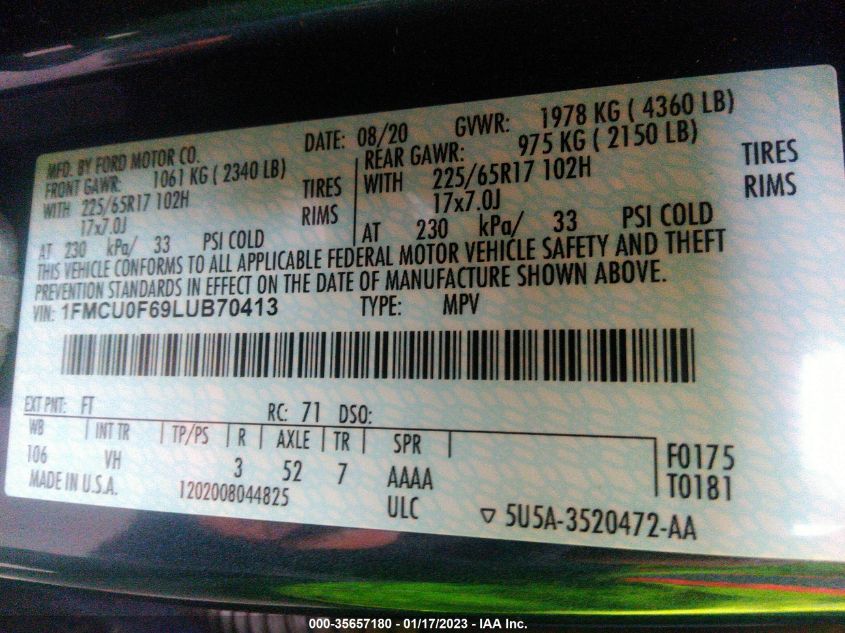 MFD. BY FORD MOTOR CO. DATE: 08/20 GVWR: 1978 KG ( 4360 LB)
FRONT GAWR: 1061 KG ( 2340 LB) REAR GAWR: 975 KG ( 2150 LB)
WITH 225/65R17 102H TIRES WITH 225/65R17 102H TIRES
17x7.0J RIMS 17x7.0J RIMS
AT 230 kPa/ 33 PSI COLD AT 230 kPa/ 33 PSI COLD
THIS VEHICLE CONFORMS TO ALL APPLICABLE FEDERAL MOTOR VEHICLE SAFETY AND THEFT
PREVENTION STANDARDS IN EFFECT ON THE DATE OF MANUFACTURE SHOWN ABOVE.
VIN: 1FMCU0F69LUB70413 TYPE: MPV
EXT PNT: FT RC: 71 DSO:
WB INT TR TP/PS R AXLE TR SPR
106 VH 3 52 7 AAAA F0175
MADE IN U.S.A. 1202008044825 ULC T0181
5U5A-3520472-AA
000-35657180 - 01/17/2023 - IAA Inc.